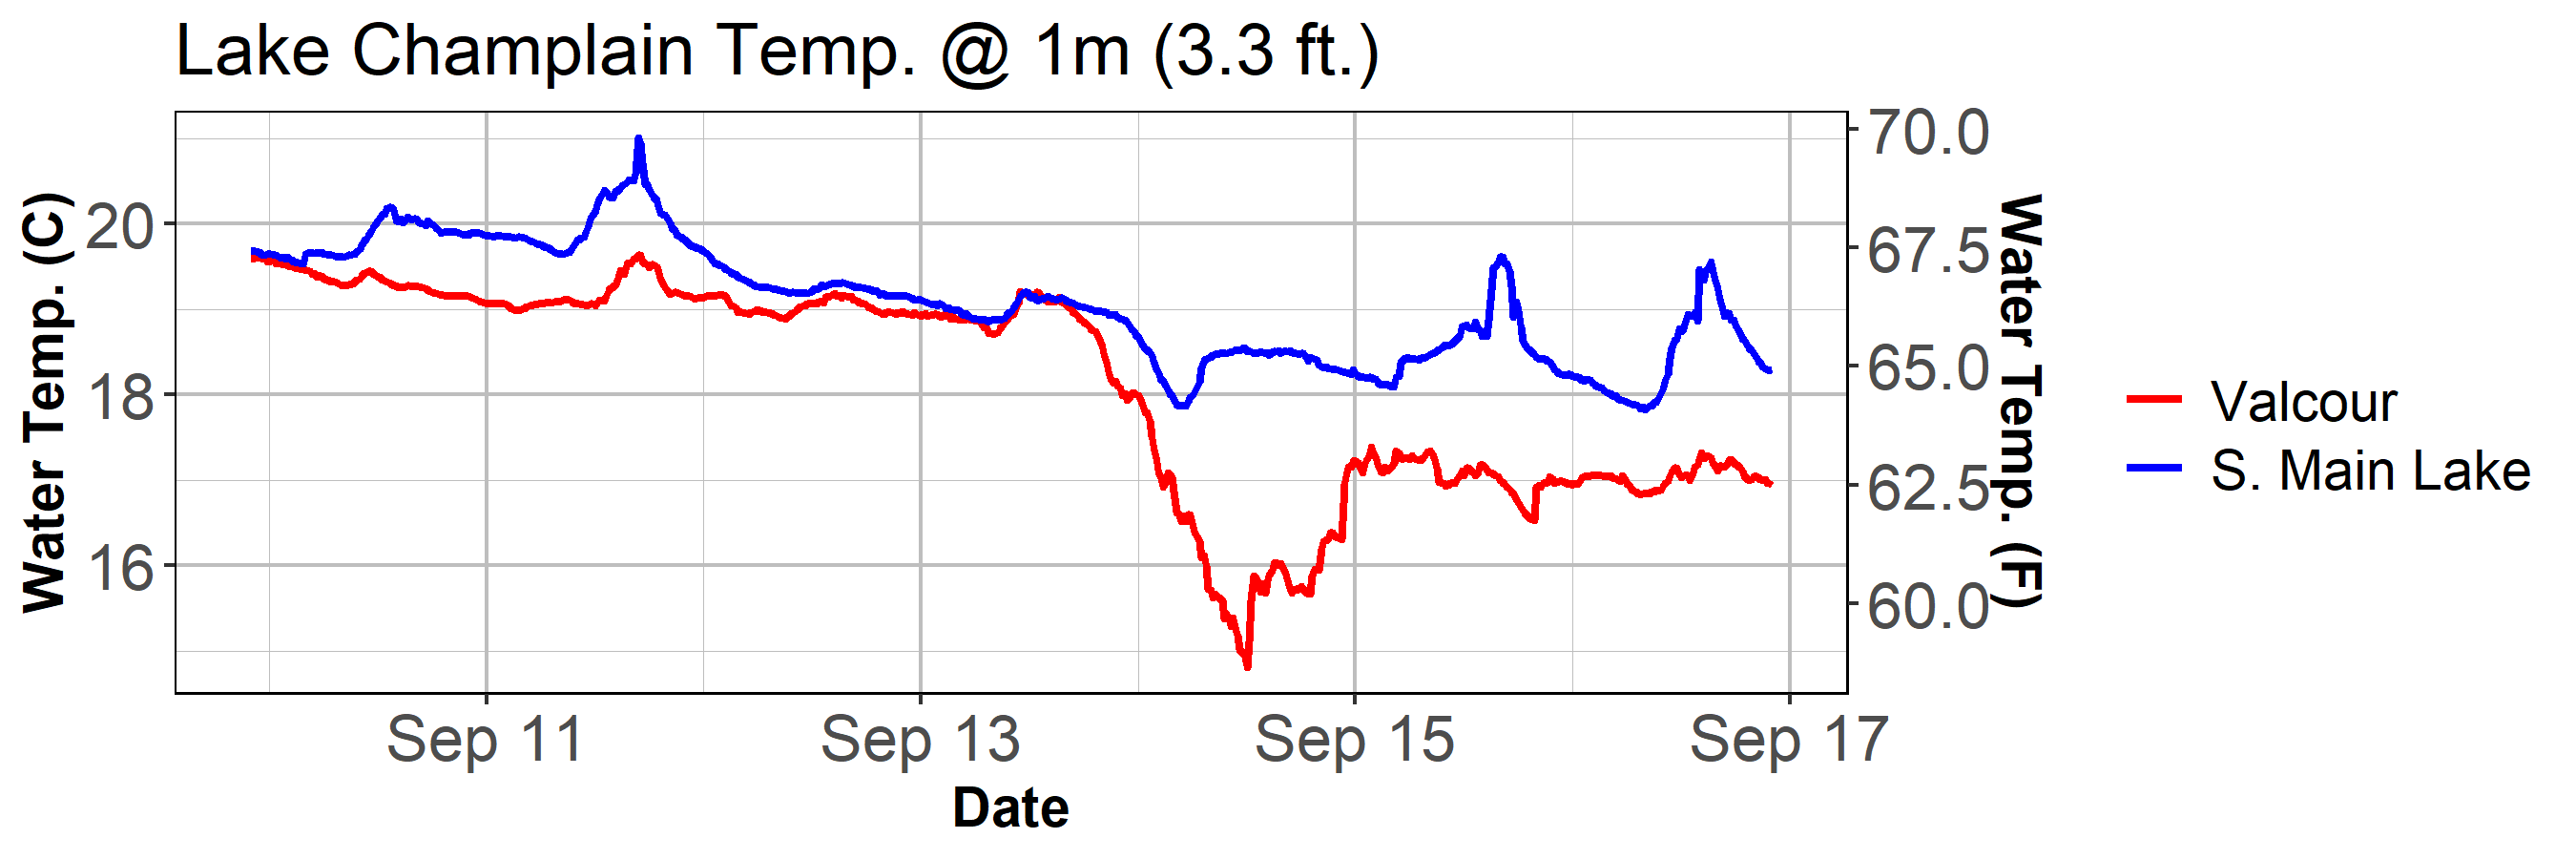 Lake Champlain Temp. @ 1m (3.3 ft.)
Water Temp. (C)
20
18
16
70.0
67.5
65.0
62.5
60.0
Water Temp. (F)
Valcour
S. Main Lake
Sep 11
Sep 13
Sep 15
Sep 17
Date